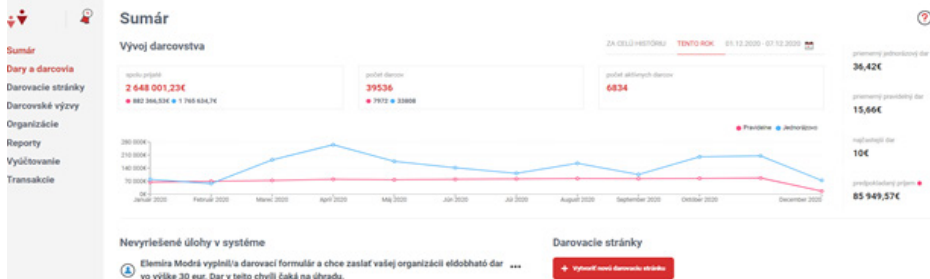 Sumár
Sumár
Dary a darcovia
Darovacie stránky
Darcovské výzvy
Organizácie
Reporty
Vyúčtovanie
Transakcie
Vývoj darcovstva
ZA CELÚ HISTÓRIU TENTO ROK 01.12.2020 - 07.12.2020
spolu prijaté
2 648 001,23€
882 366,53€ 1 765 634,7€
počet darcov
39536
7972 33808
počet aktívnych darcov
6834
priemerný jednorázový dar
36,42€
priemerný pravidelný dar
15,66€
najčastejší dar
10€
predpokladaný príjem
85 949,57€
Pravidelne Jednorázovo
280 000€
210 000€
140 000€
70 000€
0€
Január 2020 Február 2020 Marec 2020 Apríl 2020 Máj 2020 Jún 2020 Júl 2020 August 2020 September 2020 Október 2020 December 2020
Nevyriešené úlohy v systéme
Elemíra Modrá vyplnil/a darovací formulár a chce zaslať vašej organizácii eldobholté dar
vo výške 30 eur. Dar v tejto chvíli čaká na úhradu.
Darovacie stránky
+ Vytvoriť novú darovaciu stránku